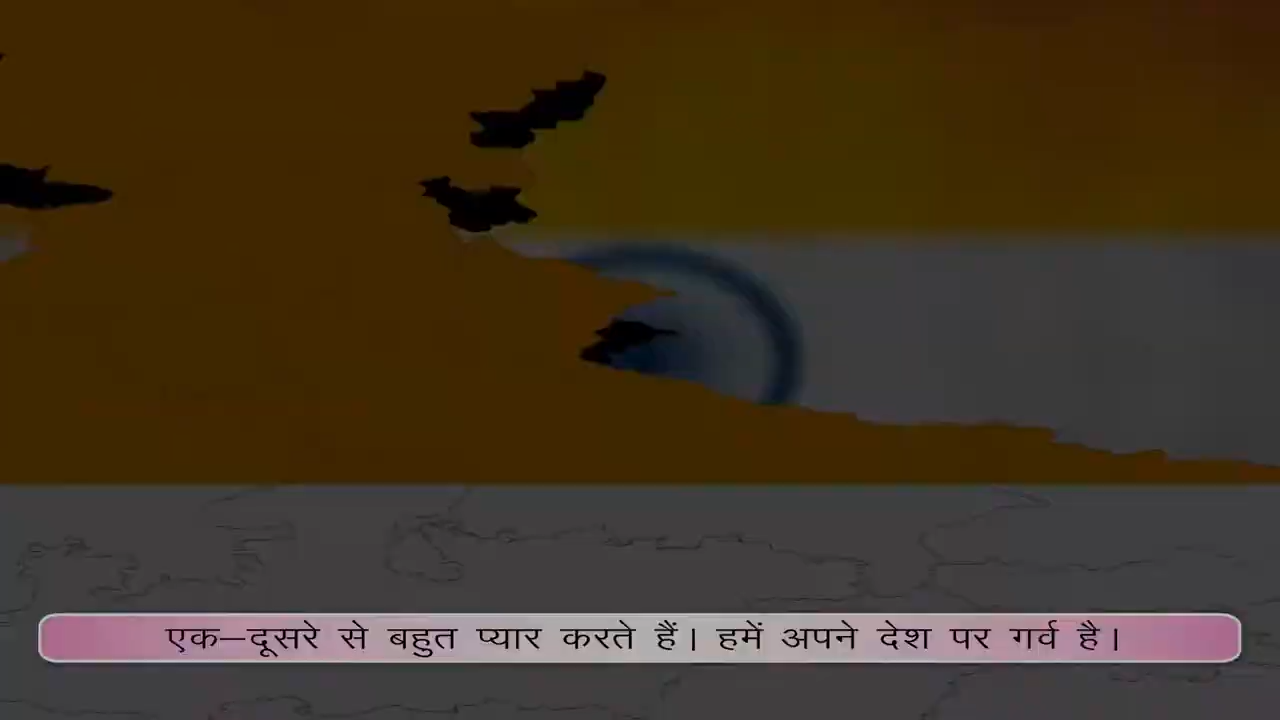 एक–दूसरे से बहुत प्यार करते हैं। हमें अपने देश पर गर्व है।